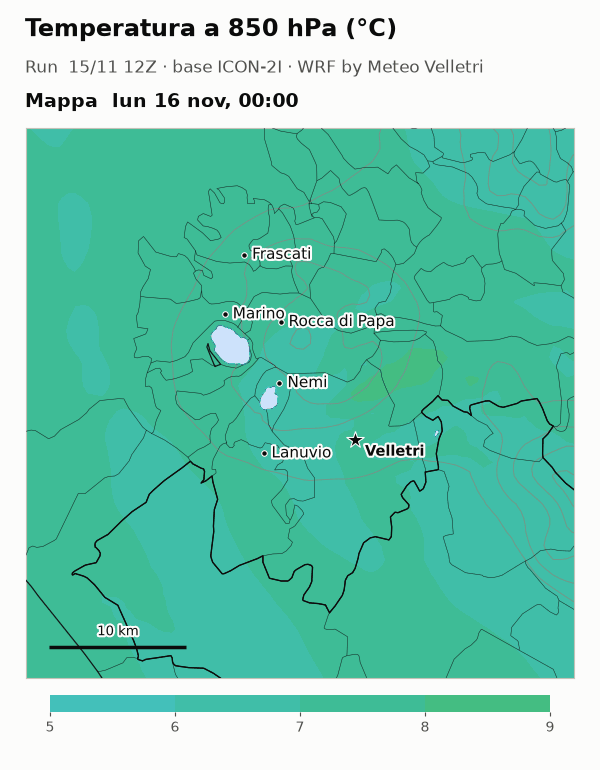 Temperatura a 850 hPa (°C)
Run  15/11 12Z · base ICON-2I · WRF by Meteo Velletri
Mappa  lun 16 nov, 00:00
Frascati
Marino
Rocca di Papa
Nemi
Velletri
Lanuvio
10 km
5 6 7 8 9